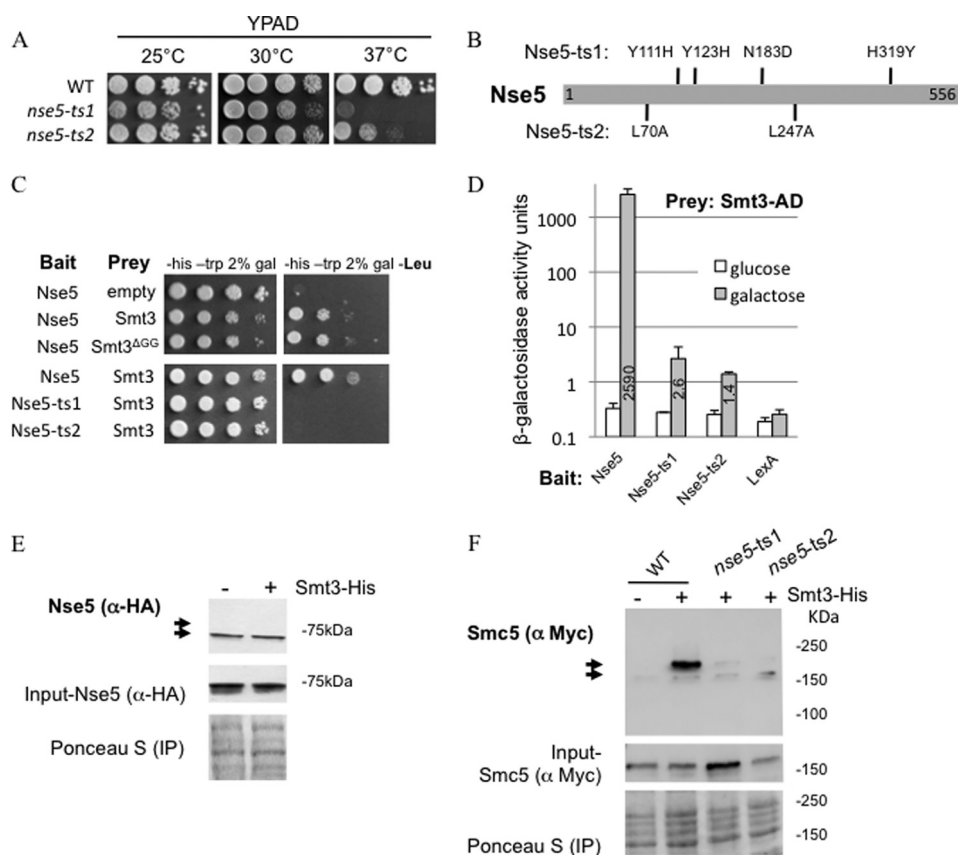 A
YPAD
25°C 30°C 37°C
WT
nse5-ts1
nse5-ts2
B
Nse5-ts1: Y111H Y123H N183D H319Y
Nse5 1 556
Nse5-ts2: L70A L247A
C
Bait Prey -his –trp 2% gal -his –trp 2% gal -Leu
Nse5 empty
Nse5 Smt3
Nse5 Smt3ΔGG
Nse5 Smt3
Nse5-ts1 Smt3
Nse5-ts2 Smt3
D
Prey: Smt3-AD
β-galactosidase activity units
1000
100
10
1
0.1
glucose
galactose
2590
2.6
1.4
Bait: Nse5 Nse5-ts1 Nse5-ts2 LexA
E
- + Smt3-His
Nse5 (α-HA)
-75kDa
Input-Nse5 (α-HA)
-75kDa
Ponceau S (IP)
F
WT nse5-ts1 nse5-ts2
- + + + Smt3-His
KDa
Smc5 (α Myc)
-250
-150
-100
Input-
Smc5 (α Myc)
-150
-250
Ponceau S (IP)
-150